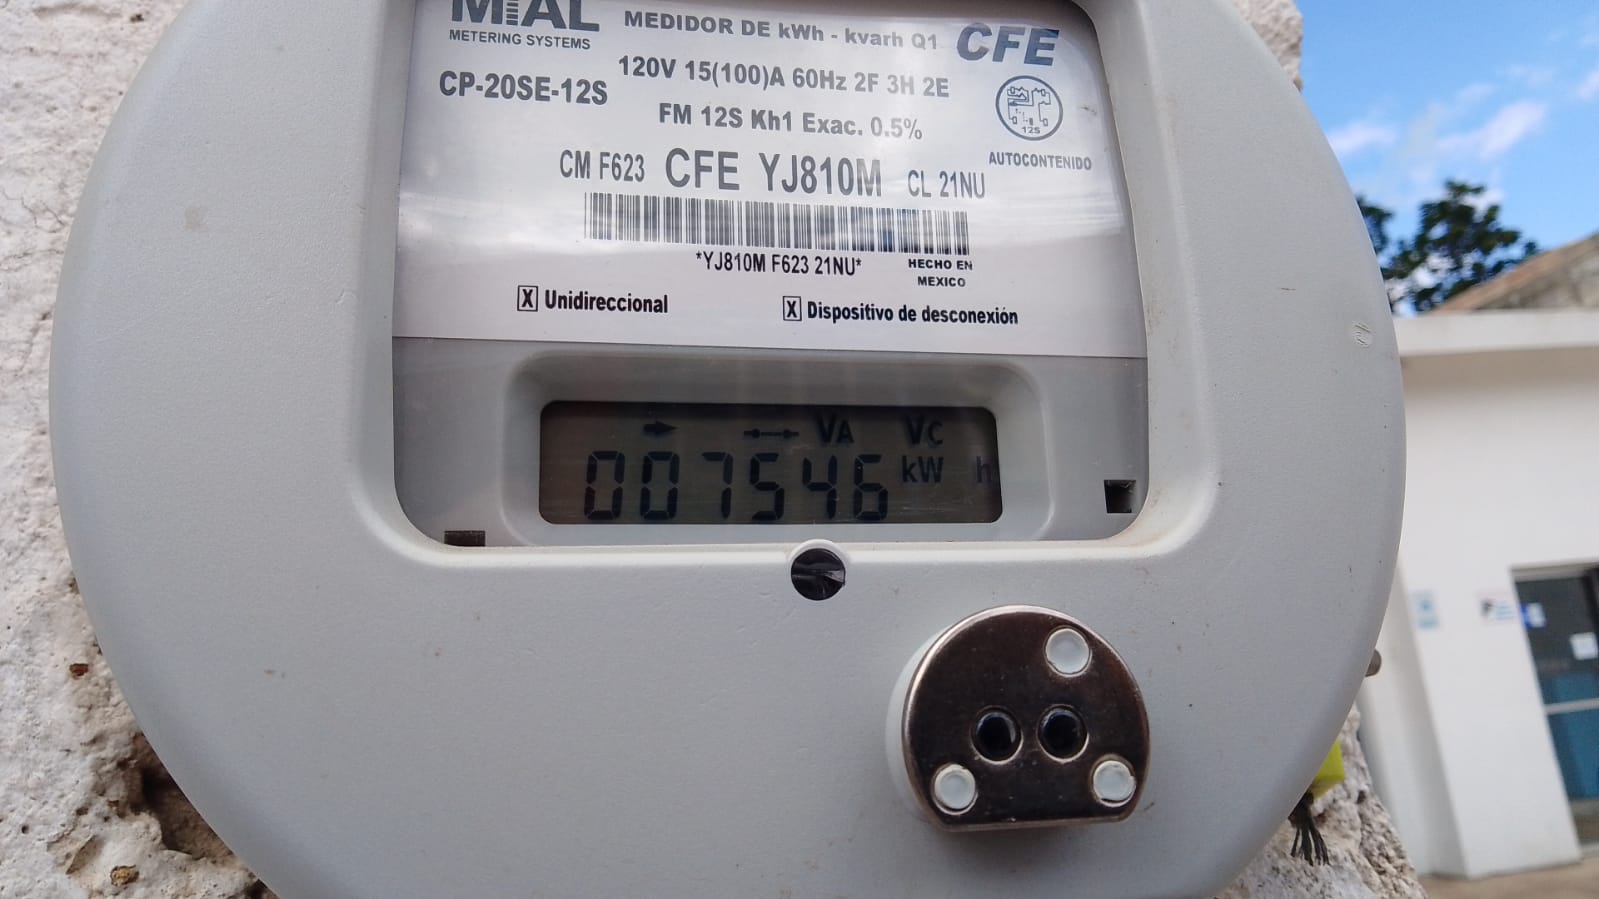 MIAL
METERING SYSTEMS
MEDIDOR DE kWh - kvarh Q1
CFE
CP-20SE-12S
120V 15(100)A 60Hz 2F 3H 2E
FM 12S Kh1 Exac. 0.5%
12S
AUTOCONTENIDO
CM F623 CFE YJ810M CL 21NU
*YJ810M F623 21NU*
HECHO EN
MEXICO
X Unidireccional
X Dispositivo de desconexión
VA VC
007546 kW h